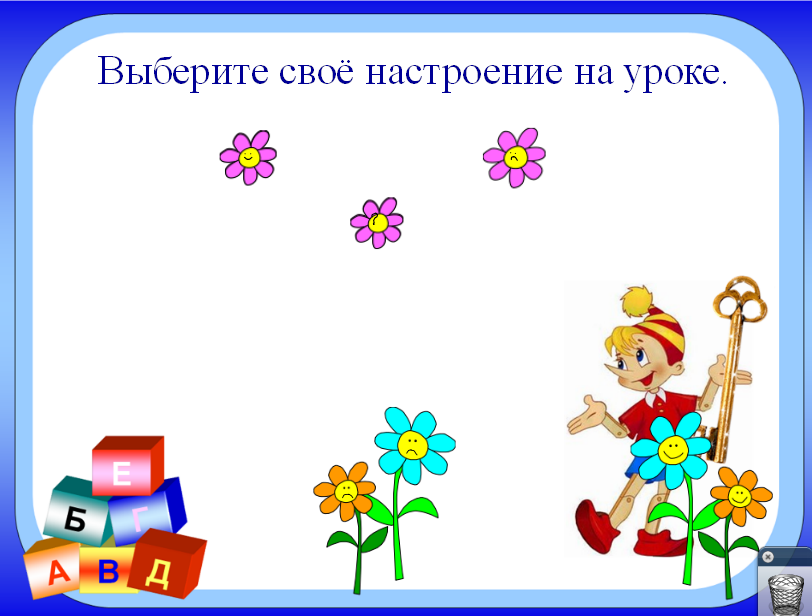 Выберите своё настроение на уроке.
Е
Б Г
А В Д